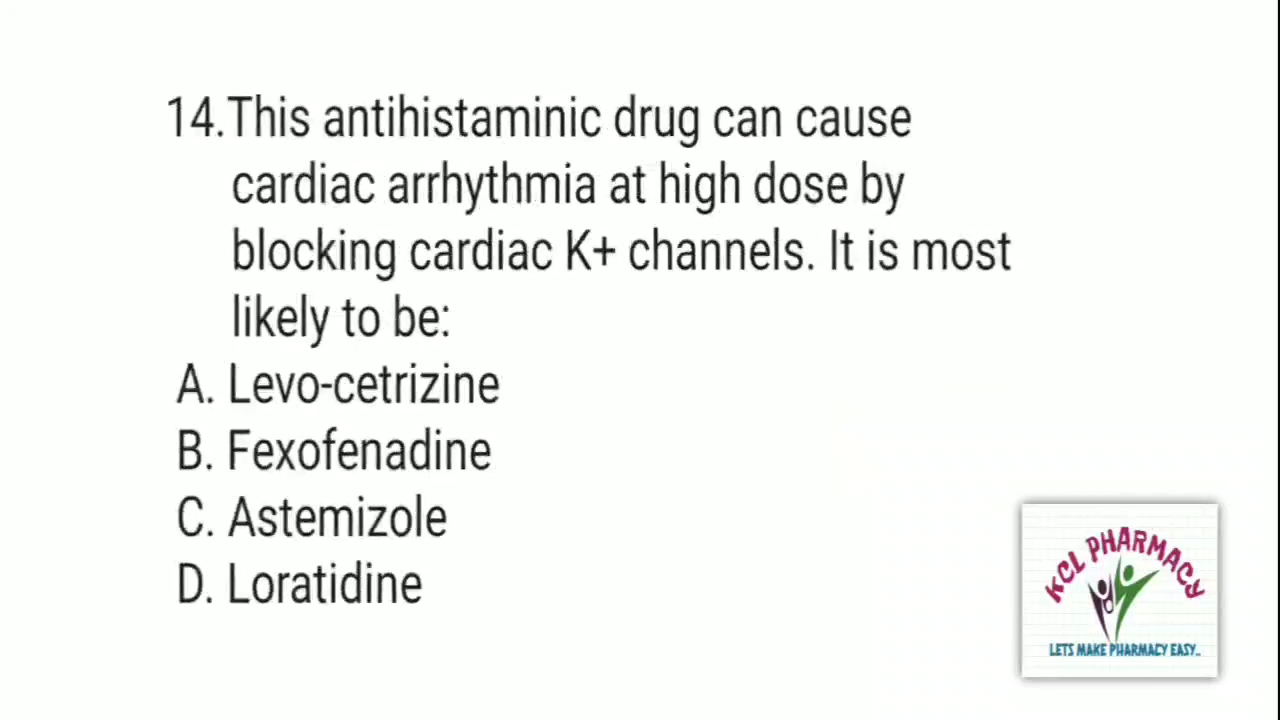 14.This antihistaminic drug can cause
cardiac arrhythmia at high dose by
blocking cardiac K+ channels. It is most
likely to be:
A. Levo-cetrizine
B. Fexofenadine
C. Astemizole
D. Loratidine
KCL PHARMACY
LETS MAKE PHARMACY EASY..